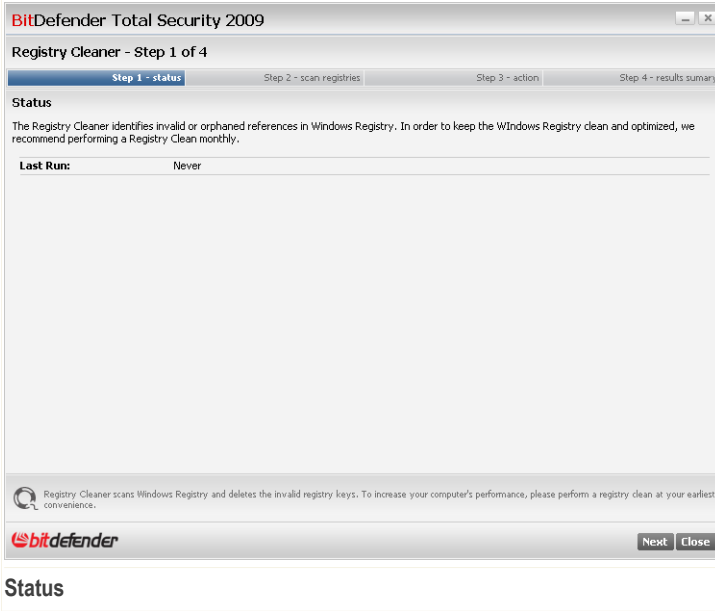 BitDefender Total Security 2009
Registry Cleaner - Step 1 of 4
Step 1 - status Step 2 - scan registries Step 3 - action Step 4 - results sumary
Status
The Registry Cleaner identifies invalid or orphaned references in Windows Registry. In order to keep the WIndows Registry clean and optimized, we
recommend performing a Registry Clean monthly.
Last Run: Never
Registry Cleaner scans Windows Registry and deletes the invalid registry keys. To increase your computer's performance, please perform a registry clean at your earliest
convenience.
bitdefender
Next Close
Status